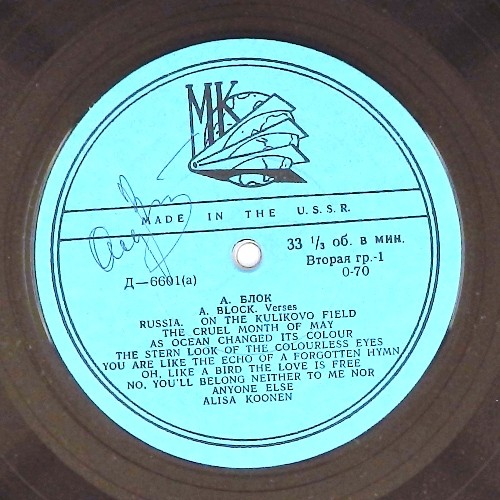 МК
MADE IN THE U.S.S.R.
33 1/3 об. в мин.
Вторая гр.-1
0-70
Д—6601(а)
А. БЛОК
A. BLOCK. Verses
RUSSIA. ON THE KULIKOVO FIELD
THE CRUEL MONTH OF MAY
AS OCEAN CHANGED ITS COLOUR
THE STERN LOOK OF THE COLOURLESS EYES
YOU ARE LIKE THE ECHO OF A FORGOTTEN HYMN
OH, LIKE A BIRD THE LOVE IS FREE
NO, YOU'LL BELONG NEITHER TO ME NOR
ANYONE ELSE
ALISA KOONEN